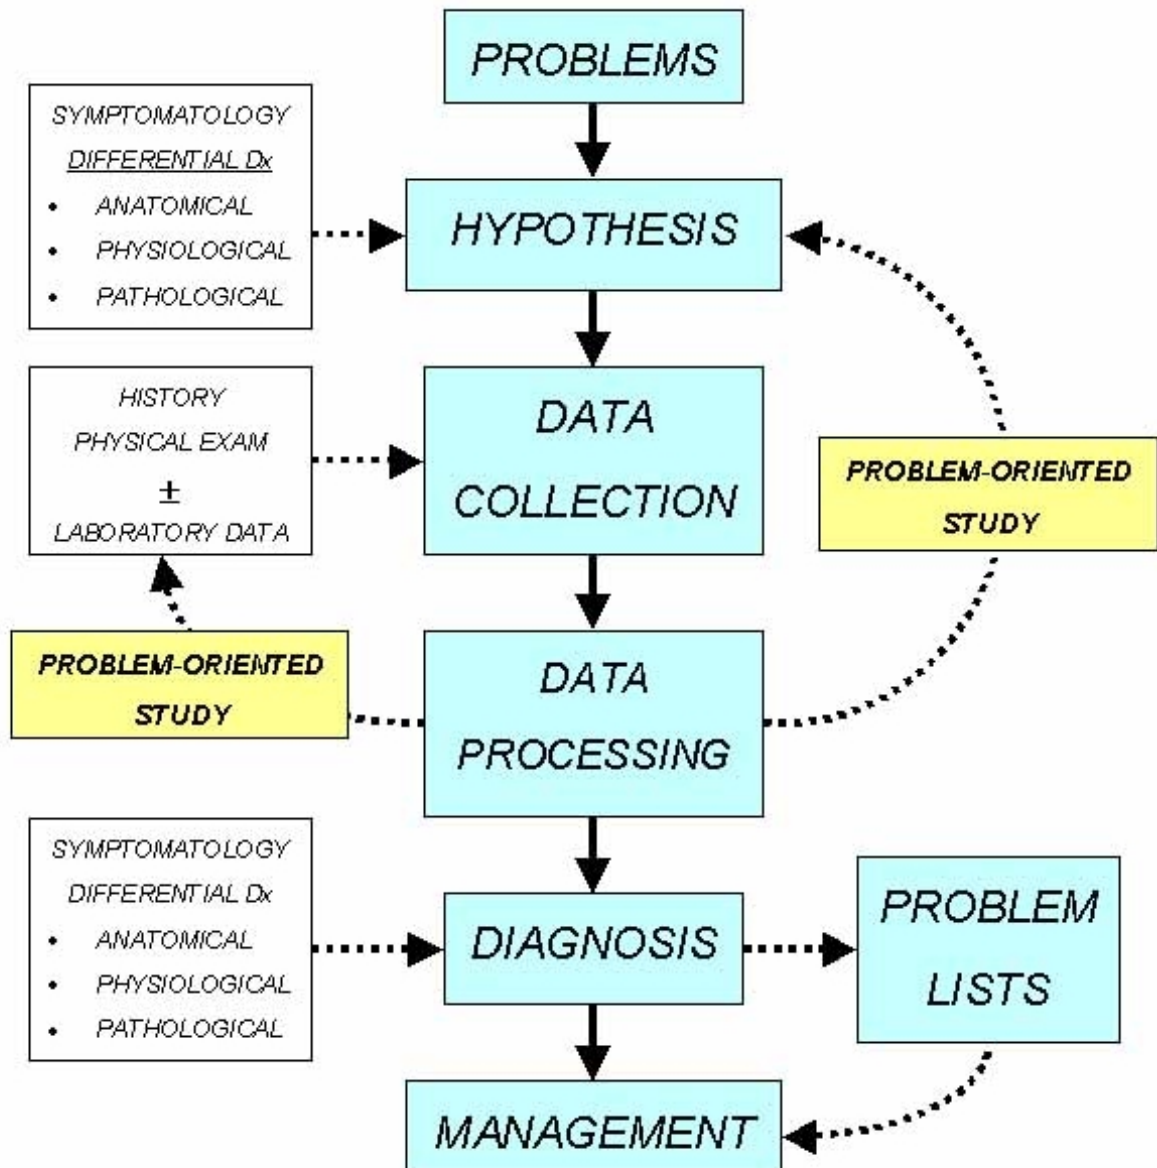 PROBLEMS
SYMPTOMATOLOGY
DIFFERENTIAL Dx
• ANATOMICAL
• PHYSIOLOGICAL
• PATHOLOGICAL
HYPOTHESIS
HISTORY
PHYSICAL EXAM
±
LABORATORY DATA
DATA
COLLECTION
PROBLEM-ORIENTED
STUDY
PROBLEM-ORIENTED
STUDY
DATA
PROCESSING
SYMPTOMATOLOGY
DIFFERENTIAL Dx
• ANATOMICAL
• PHYSIOLOGICAL
• PATHOLOGICAL
DIAGNOSIS
PROBLEM
LISTS
MANAGEMENT